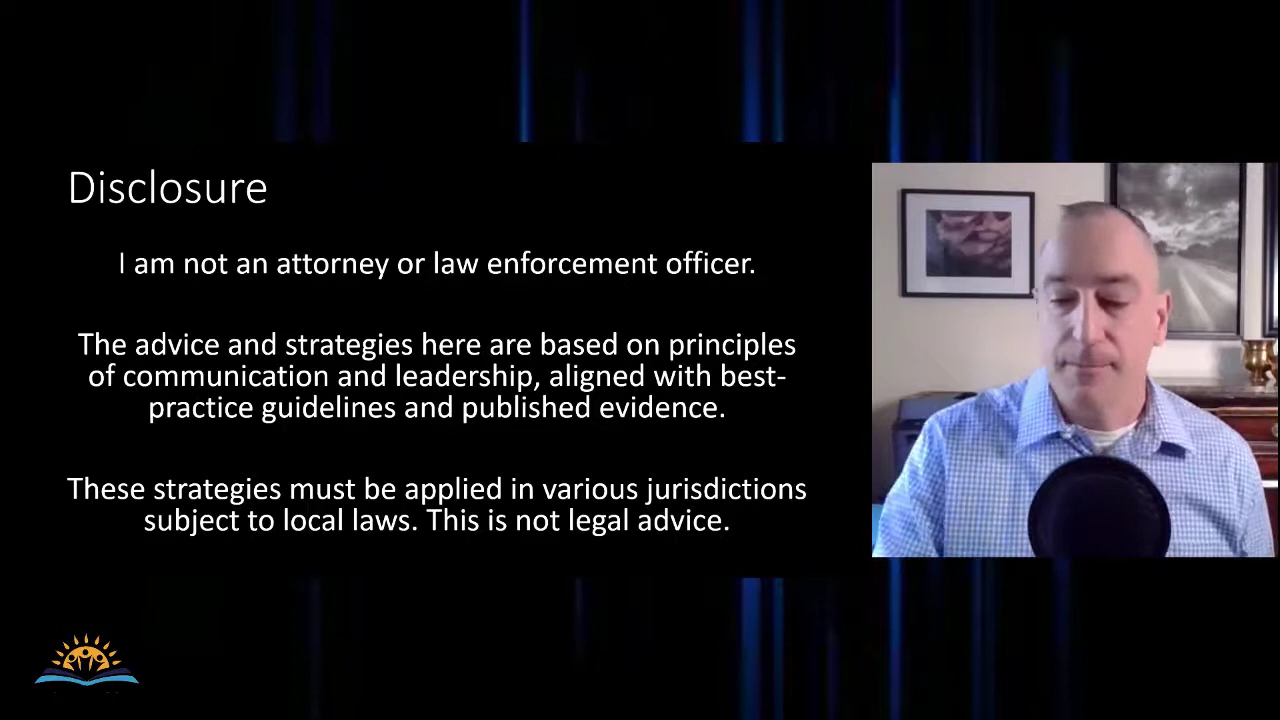 Disclosure
I am not an attorney or law enforcement officer.
The advice and strategies here are based on principles
of communication and leadership, aligned with best-
practice guidelines and published evidence.
These strategies must be applied in various jurisdictions
subject to local laws. This is not legal advice.